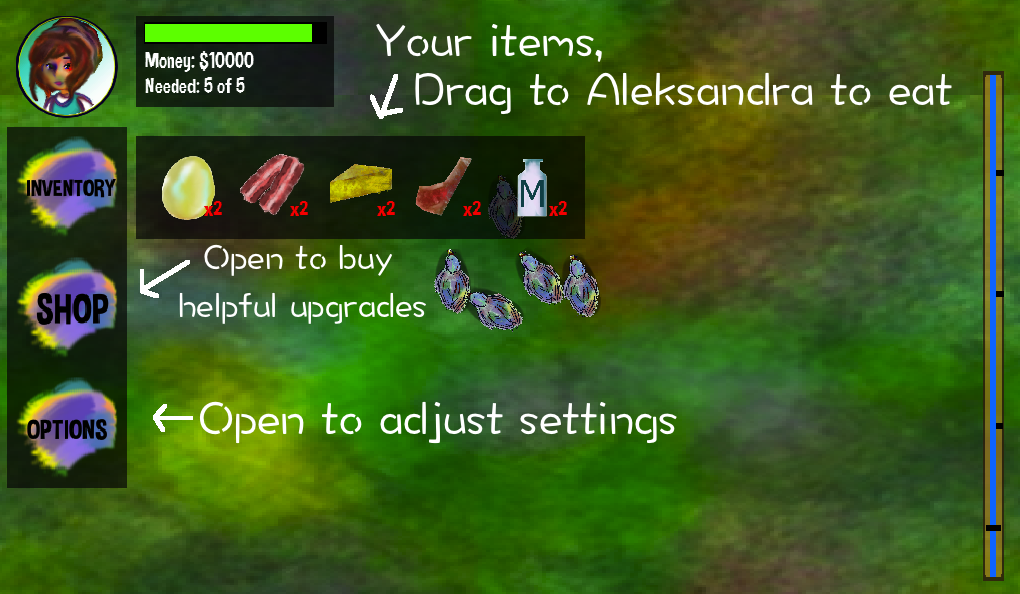 Your items,
Money: $10000
Needed: 5 of 5
Drag to Aleksandra to eat
INVENTORY
x2
x2
x2
x2
M
x2
Open to buy
SHOP
helpful upgrades
OPTIONS
Open to adjust settings